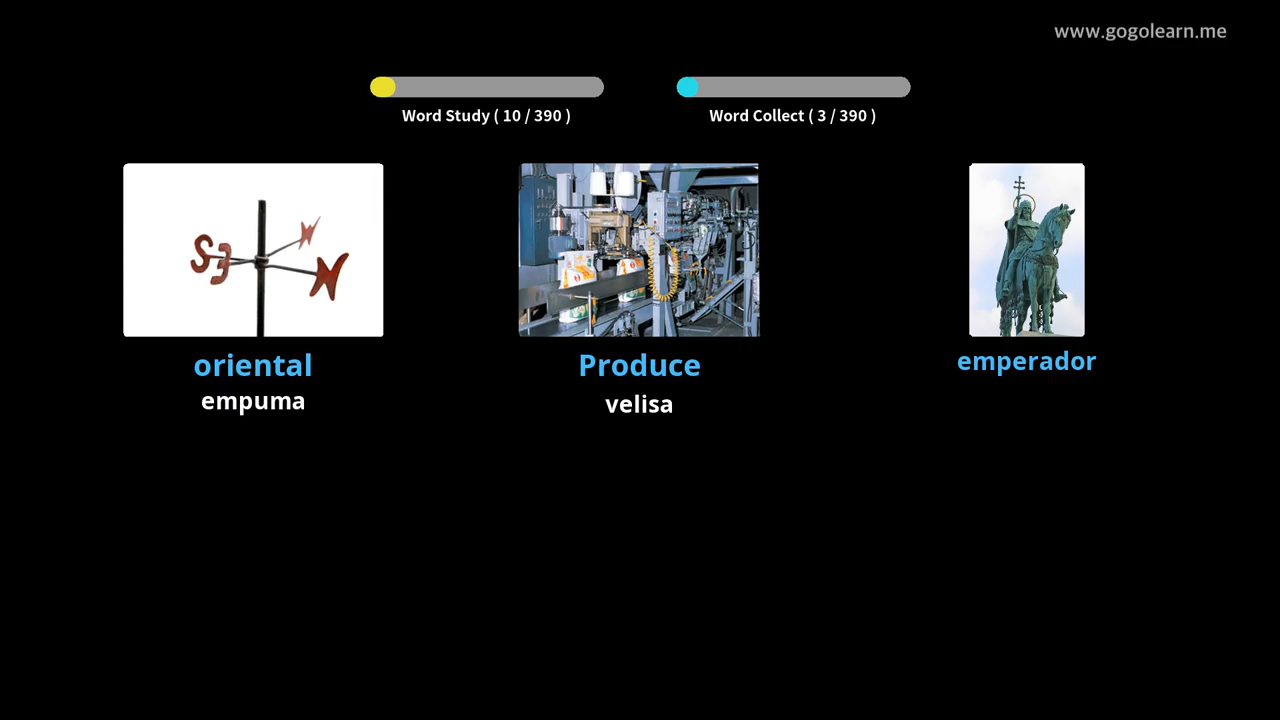 www.gogolearn.me
Word Study ( 10 / 390 )
Word Collect ( 3 / 390 )
oriental
empuma
Produce
velisa
emperador